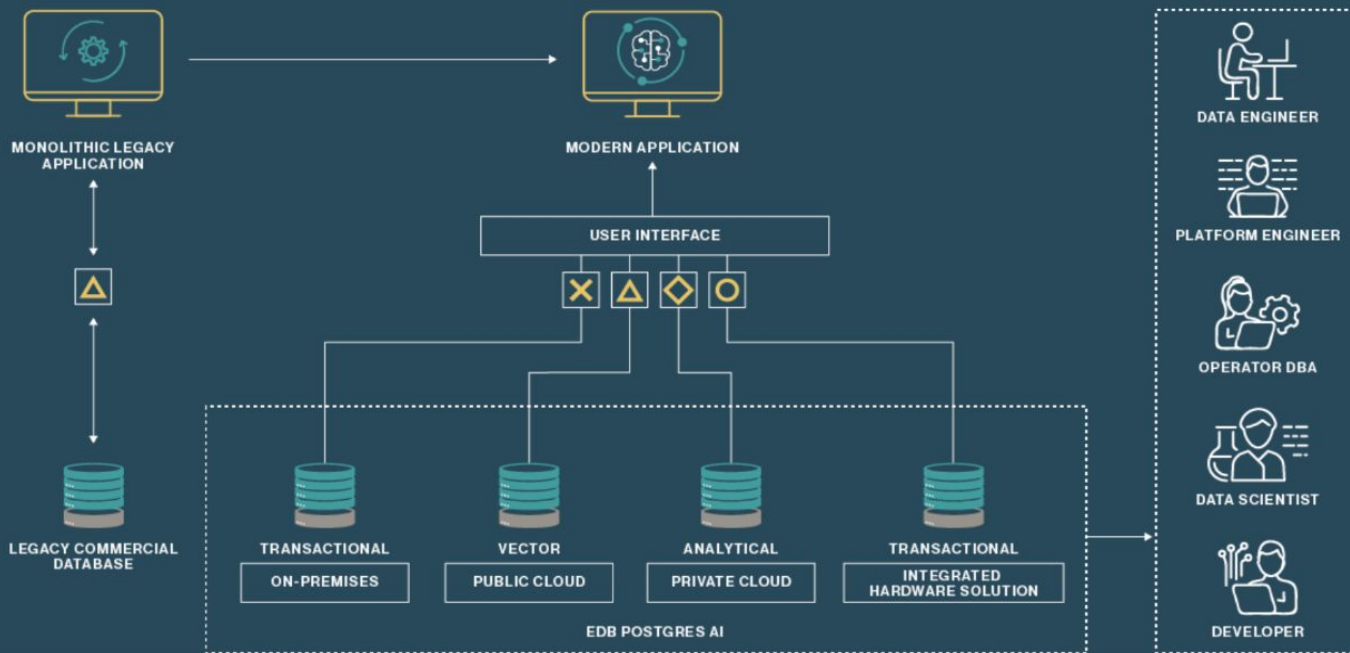 MONOLITHIC LEGACY
APPLICATION
MODERN APPLICATION
USER INTERFACE
LEGACY COMMERCIAL
DATABASE
TRANSACTIONAL
ON-PREMISES
VECTOR
PUBLIC CLOUD
ANALYTICAL
PRIVATE CLOUD
TRANSACTIONAL
INTEGRATED
HARDWARE SOLUTION
EDB POSTGRES AI
DATA ENGINEER
PLATFORM ENGINEER
OPERATOR DBA
DATA SCIENTIST
DEVELOPER